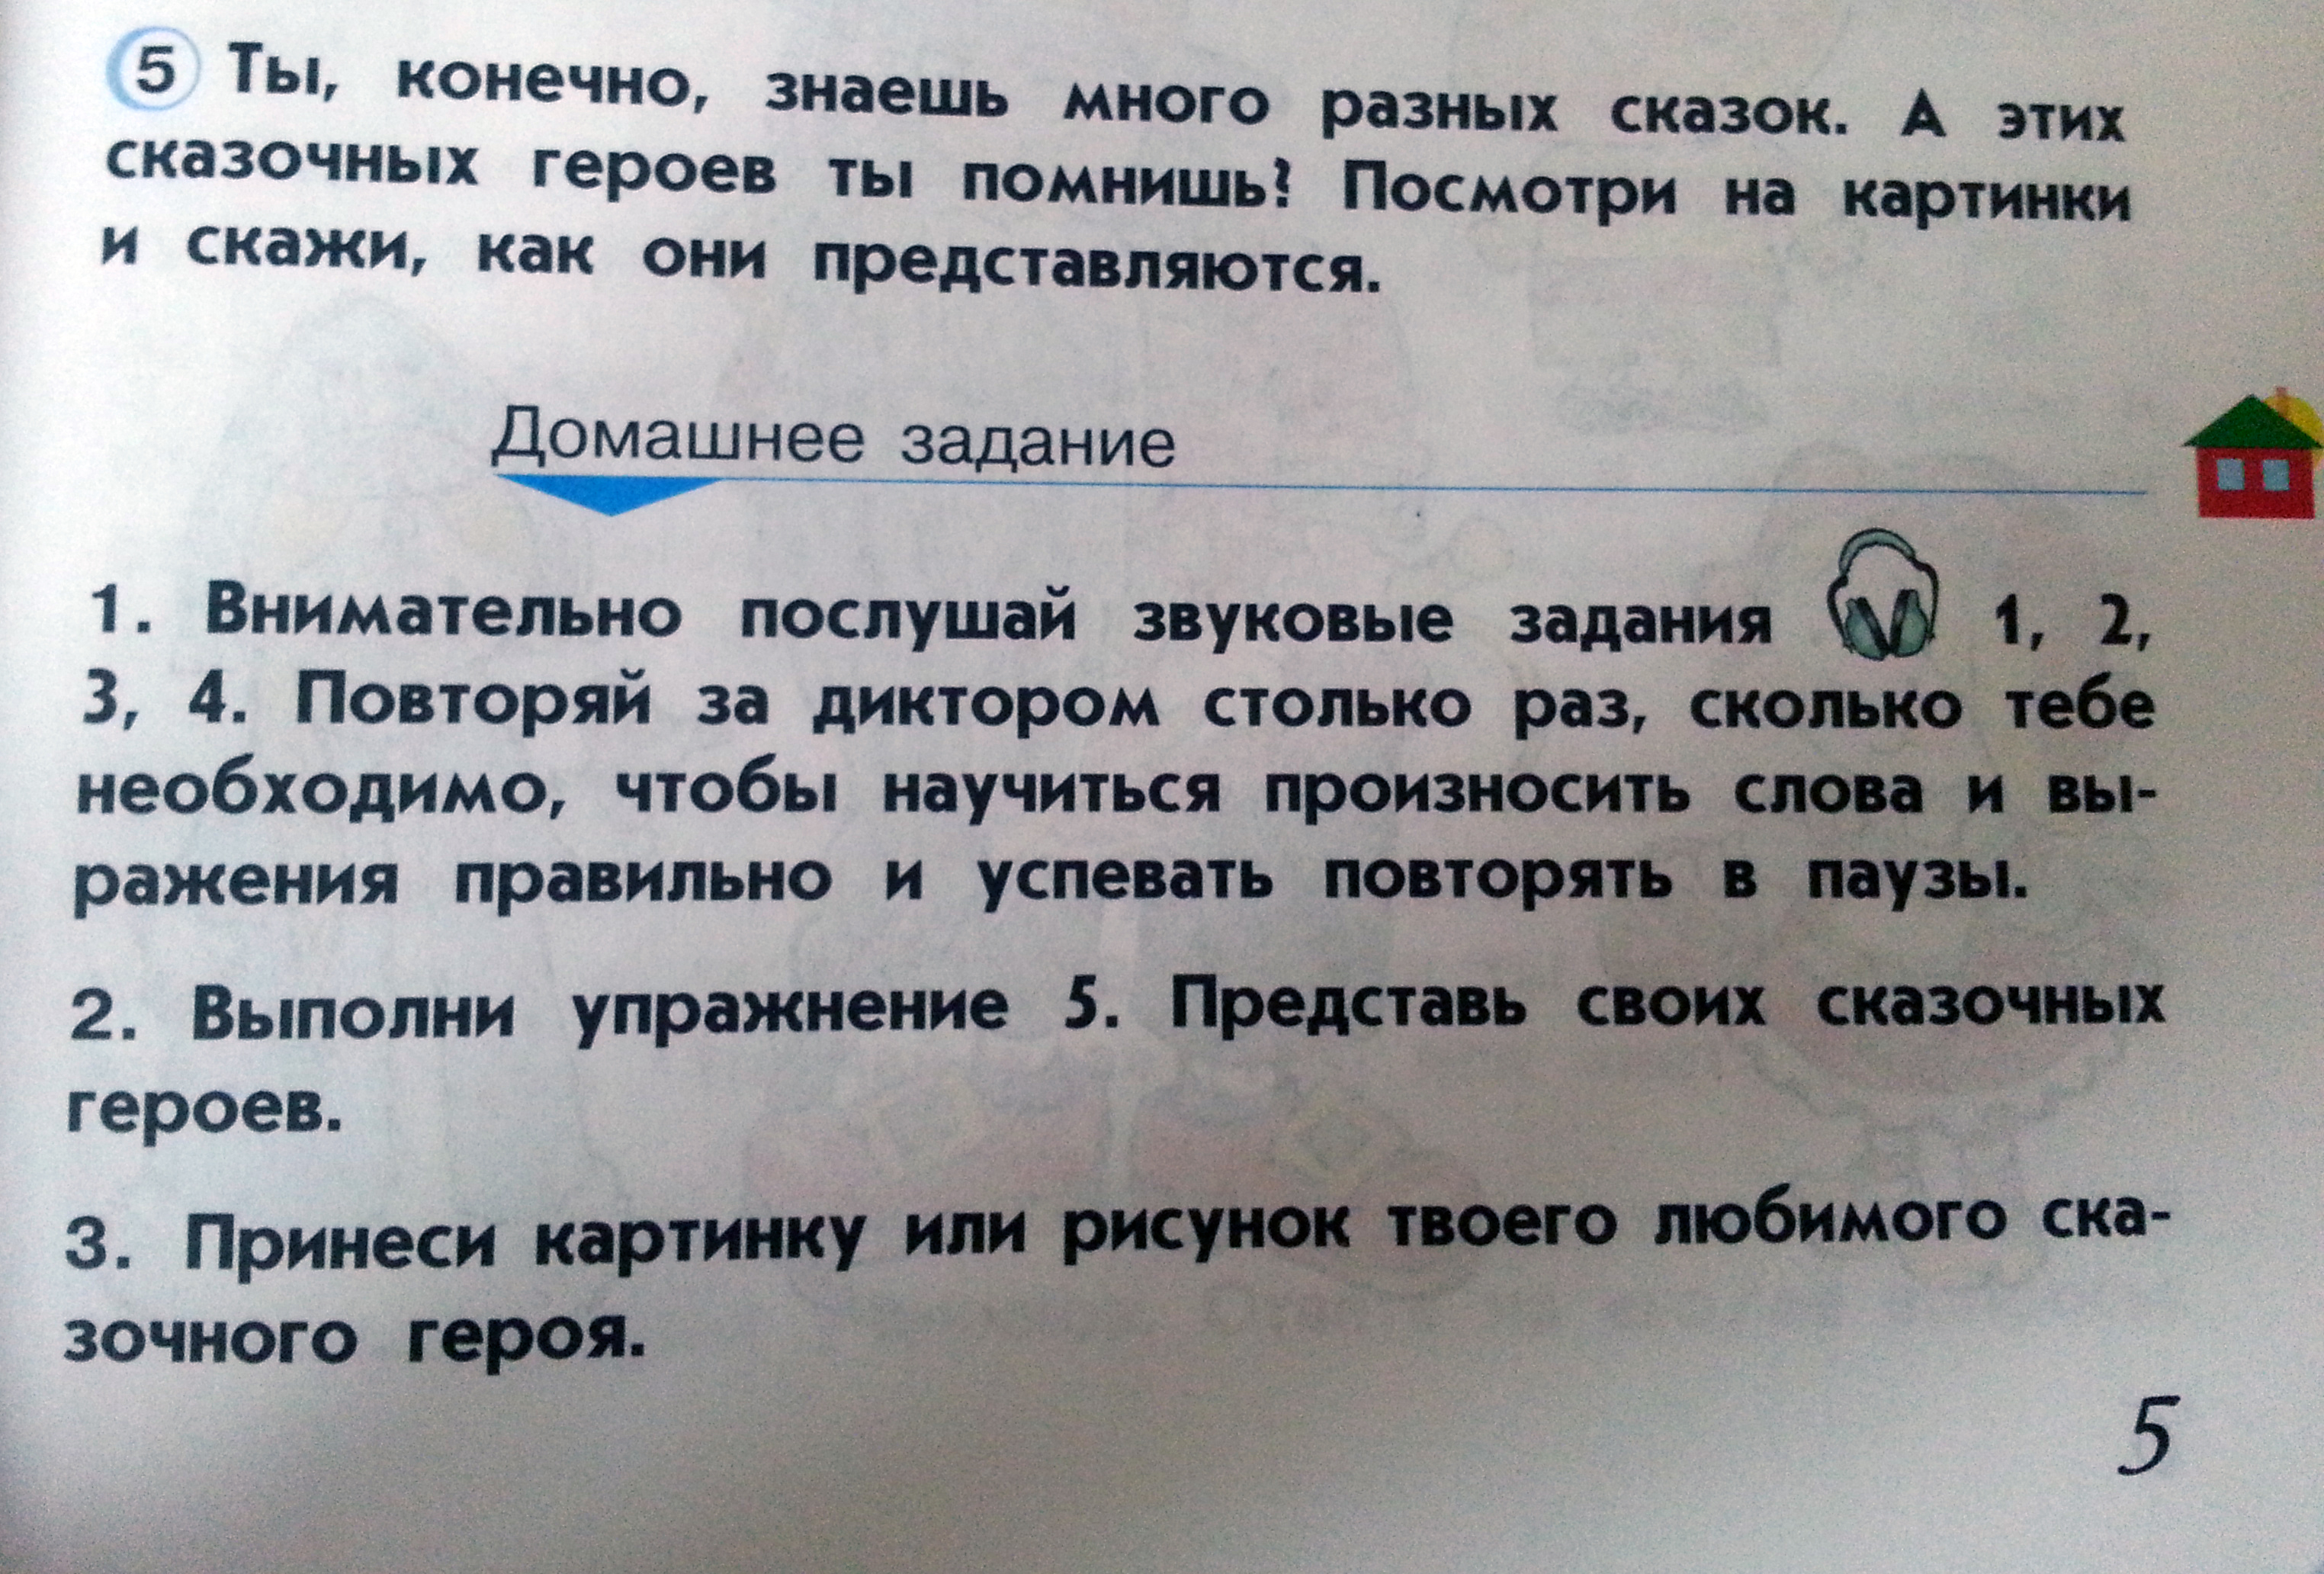 5 Ты, конечно, знаешь много разных сказок. А этих
сказочных героев ты помнишь? Посмотри на картинки
и скажи, как они представляются.
Домашнее задание
1. Внимательно послушай звуковые задания 1, 2,
3, 4. Повторяй за диктором столько раз, сколько тебе
необходимо, чтобы научиться произносить слова и вы-
ражения правильно и успевать повторять в паузы.
2. Выполни упражнение 5. Представь своих сказочных
героев.
3. Принеси картинку или рисунок твоего любимого ска-
зочного героя.
5